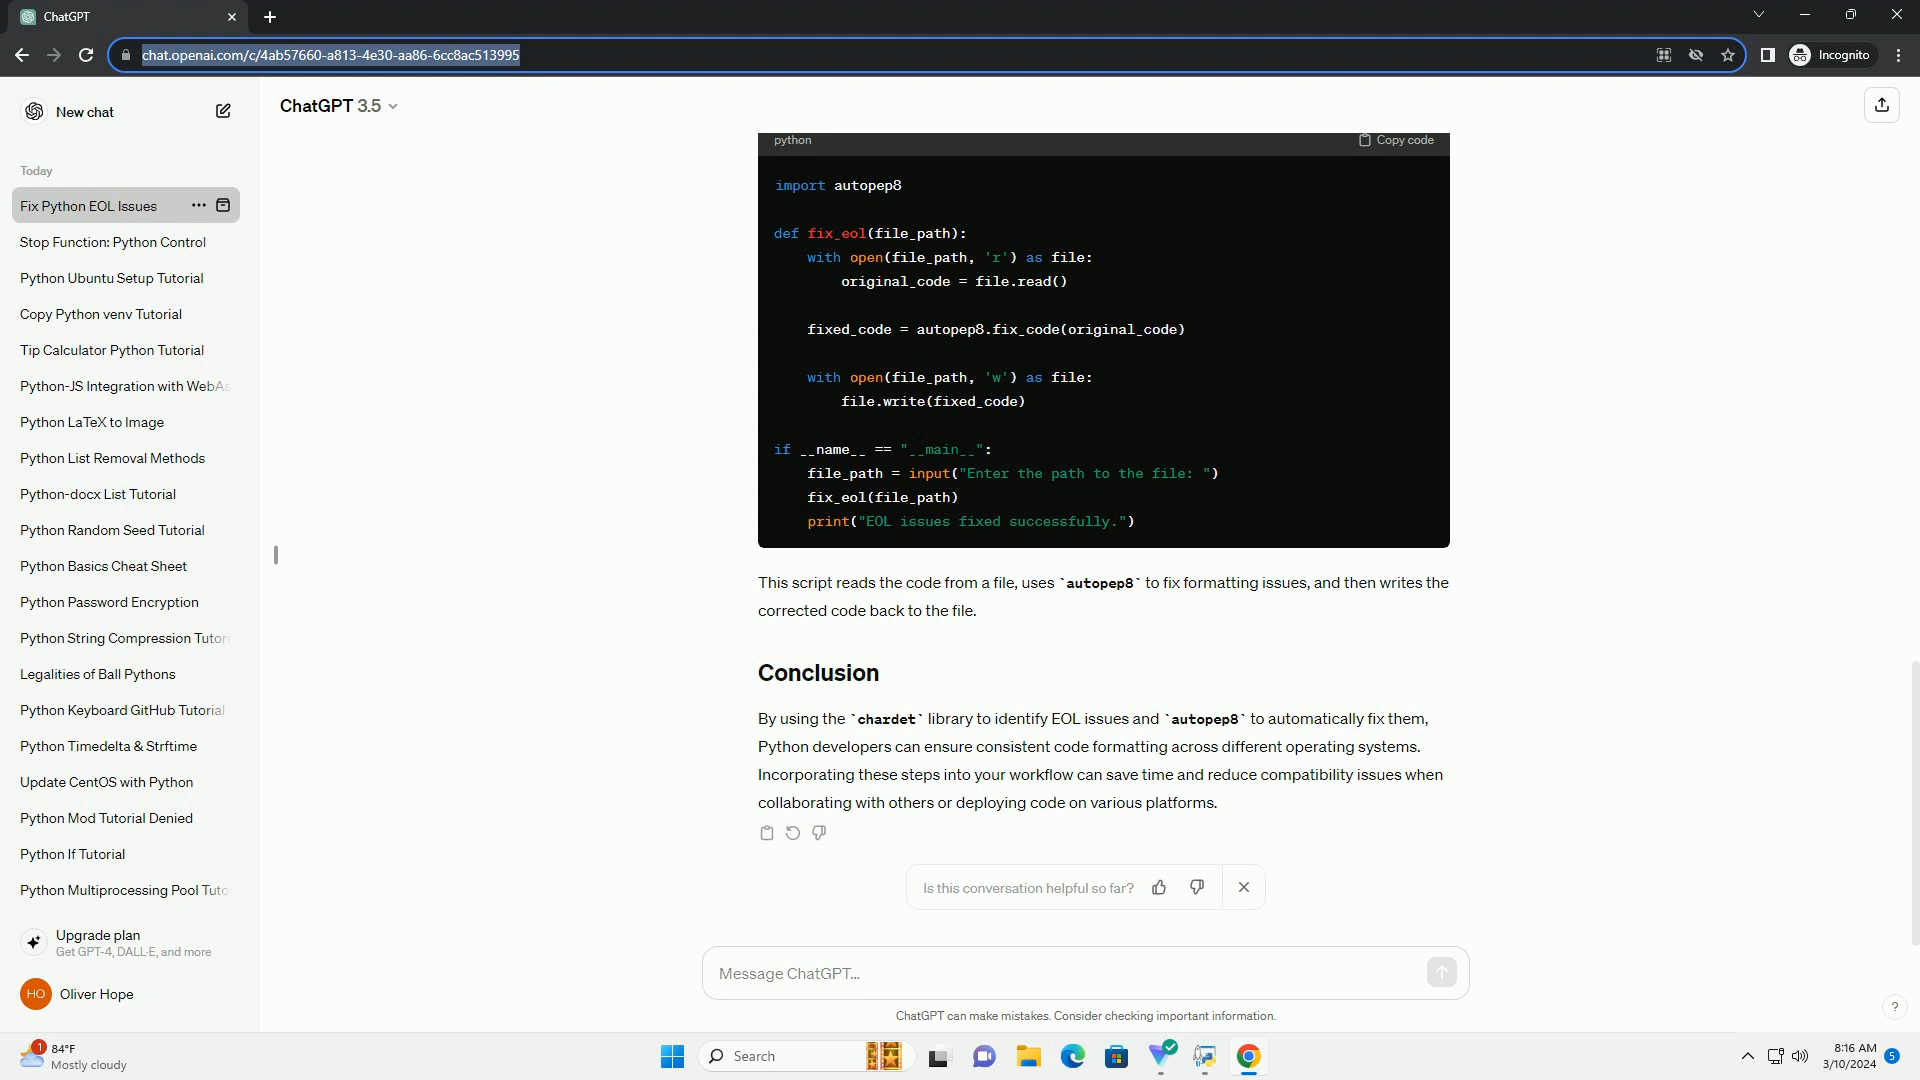 ChatGPT
chat.openai.com/c/4ab57660-a813-4e30-aa86-6cc8ac513995
Incognito
New chat
Today
Fix Python EOL Issues
Stop Function: Python Control
Python Ubuntu Setup Tutorial
Copy Python venv Tutorial
Tip Calculator Python Tutorial
Python-JS Integration with WebAs
Python LaTeX to Image
Python List Removal Methods
Python-docx List Tutorial
Python Random Seed Tutorial
Python Basics Cheat Sheet
Python Password Encryption
Python String Compression Tutor
Legalities of Ball Pythons
Python Keyboard GitHub Tutorial
Python Timedelta & Strftime
Update CentOS with Python
Python Mod Tutorial Denied
Python If Tutorial
Python Multiprocessing Pool Tuto
Upgrade plan
Get GPT-4, DALL·E, and more
HO Oliver Hope
ChatGPT 3.5
python Copy code
import autopep8
def fix_eol(file_path):
with open(file_path, 'r') as file:
original_code = file.read()
fixed_code = autopep8.fix_code(original_code)
with open(file_path, 'w') as file:
file.write(fixed_code)
if __name__ == "__main__":
file_path = input("Enter the path to the file: ")
fix_eol(file_path)
print("EOL issues fixed successfully.")
This script reads the code from a file, uses `autopep8` to fix formatting issues, and then writes the
corrected code back to the file.
Conclusion
By using the `chardet` library to identify EOL issues and `autopep8` to automatically fix them,
Python developers can ensure consistent code formatting across different operating systems.
Incorporating these steps into your workflow can save time and reduce compatibility issues when
collaborating with others or deploying code on various platforms.
Is this conversation helpful so far?
Message ChatGPT...
ChatGPT can make mistakes. Consider checking important information.
?
1
84°F
Mostly cloudy
Search
8:16 AM
3/10/2024
5